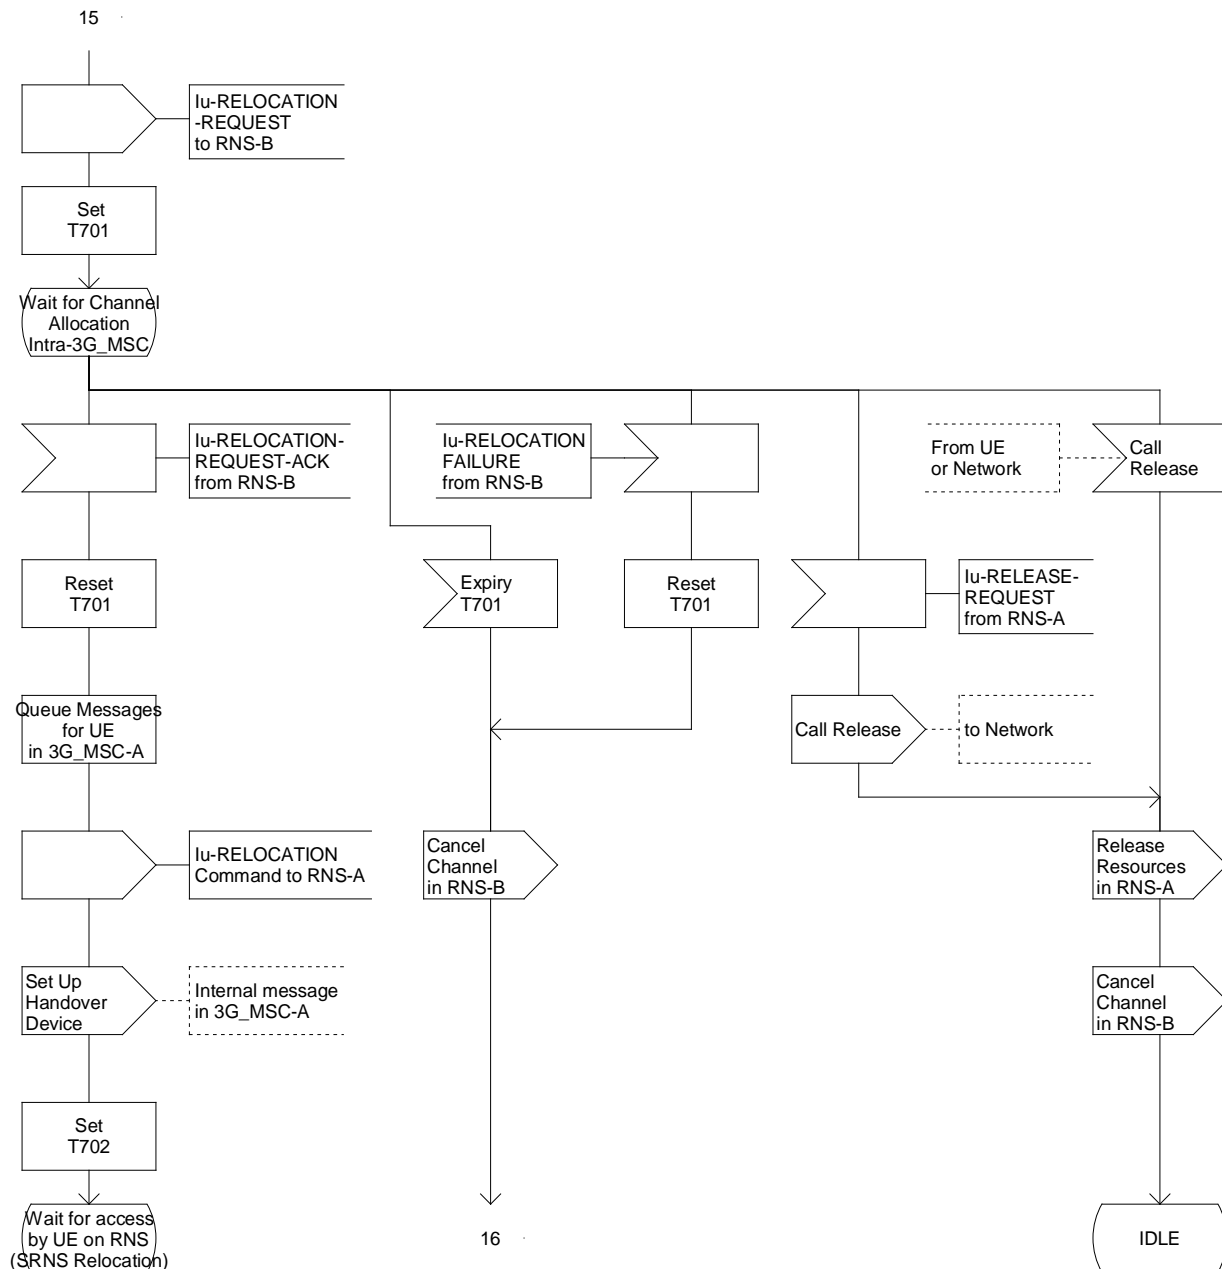 15
Iu-RELOCATION
-REQUEST
to RNS-B
Set
T701
Wait for Channel
Allocation
Intra-3G_MSC
Iu-RELOCATION-
REQUEST-ACK
from RNS-B
Iu-RELOCATION
FAILURE
from RNS-B
From UE
or Network
Call
Release
Reset
T701
Expiry
T701
Reset
T701
Iu-RELEASE-
REQUEST
from RNS-A
Queue Messages
for UE
in 3G_MSC-A
Call Release
to Network
Iu-RELOCATION
Command to RNS-A
Cancel
Channel
in RNS-B
Release
Resources
in RNS-A
Set Up
Handover
Device
Internal message
in 3G_MSC-A
Cancel
Channel
in RNS-B
Set
T702
Wait for access
by UE on RNS
(SRNS Relocation)
16
IDLE